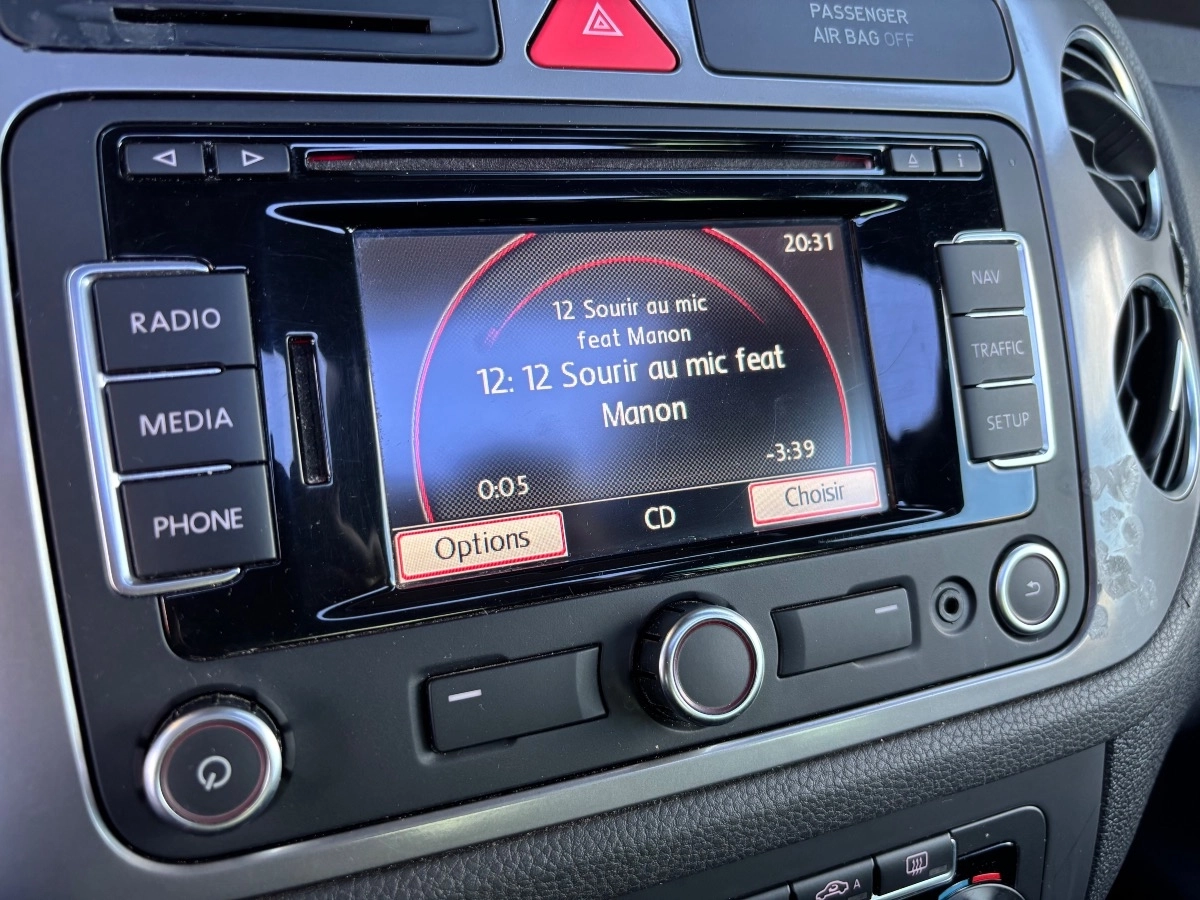 PASSENGER
AIR BAG OFF
i
RADIO
MEDIA
PHONE
20:31
12 Sourir au mic
feat Manon
12: 12 Sourir au mic feat
Manon
0:05
-3:39
Options
CD
Choisir
NAV
TRAFFIC
SETUP
A